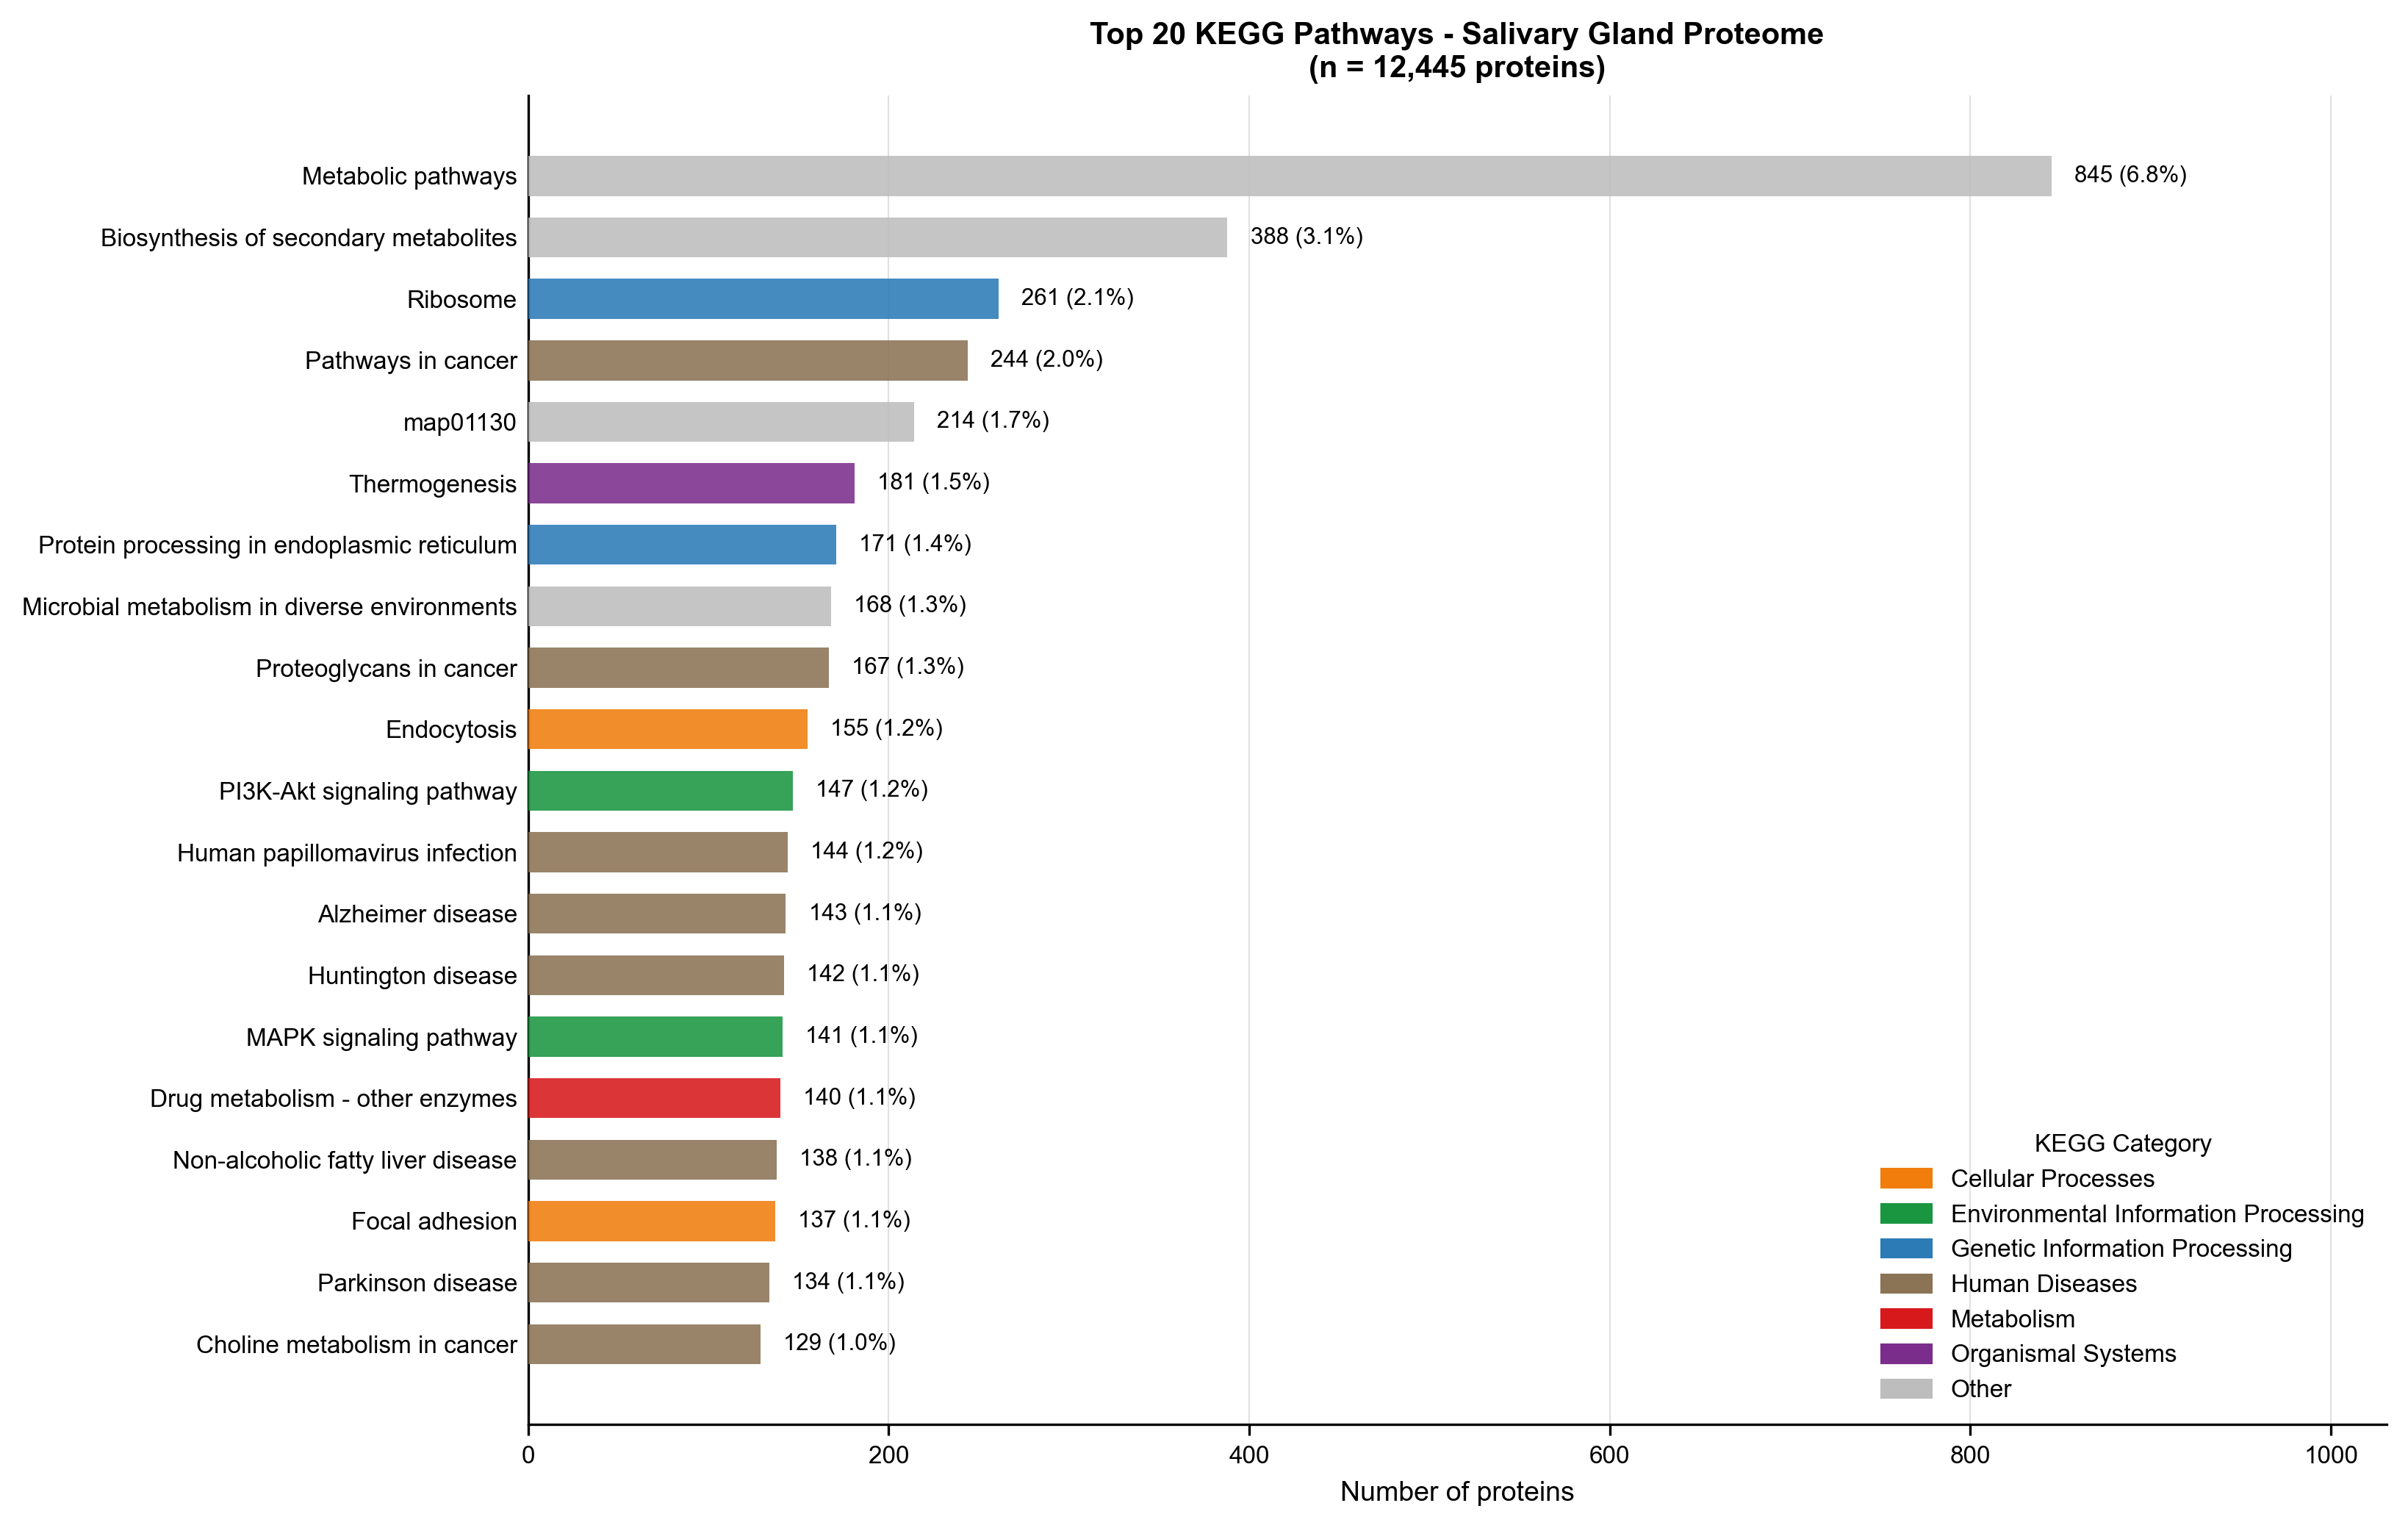 Top 20 KEGG Pathways - Salivary Gland Proteome
(n = 12,445 proteins)
Metabolic pathways 845 (6.8%)
Biosynthesis of secondary metabolites 388 (3.1%)
Ribosome 261 (2.1%)
Pathways in cancer 244 (2.0%)
map01130 214 (1.7%)
Thermogenesis 181 (1.5%)
Protein processing in endoplasmic reticulum 171 (1.4%)
Microbial metabolism in diverse environments 168 (1.3%)
Proteoglycans in cancer 167 (1.3%)
Endocytosis 155 (1.2%)
PI3K-Akt signaling pathway 147 (1.2%)
Human papillomavirus infection 144 (1.2%)
Alzheimer disease 143 (1.1%)
Huntington disease 142 (1.1%)
MAPK signaling pathway 141 (1.1%)
Drug metabolism - other enzymes 140 (1.1%)
Non-alcoholic fatty liver disease 138 (1.1%)
Focal adhesion 137 (1.1%)
Parkinson disease 134 (1.1%)
Choline metabolism in cancer 129 (1.0%)
KEGG Category
Cellular Processes
Environmental Information Processing
Genetic Information Processing
Human Diseases
Metabolism
Organismal Systems
Other
0 200 400 600 800 1000
Number of proteins